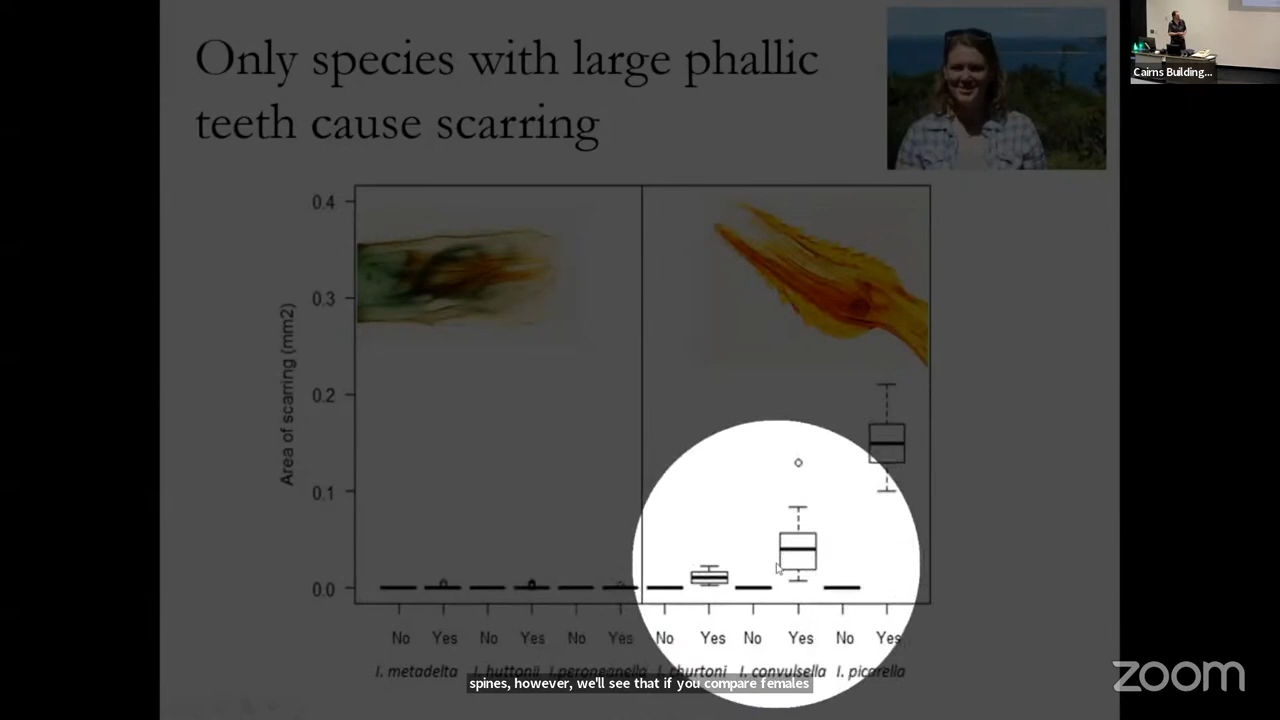 Only species with large phallic
teeth cause scarring
Cairns Building...
0.4
0.3
0.2
0.1
0.0
Area of scarring (mm2)
No Yes No Yes No Yes No Yes No Yes No Yes
I. metadelta I. huttonii I. peroneanella I. thurtoni I. convulsella I. picarella
spines, however, we'll see that if you compare females
zoom